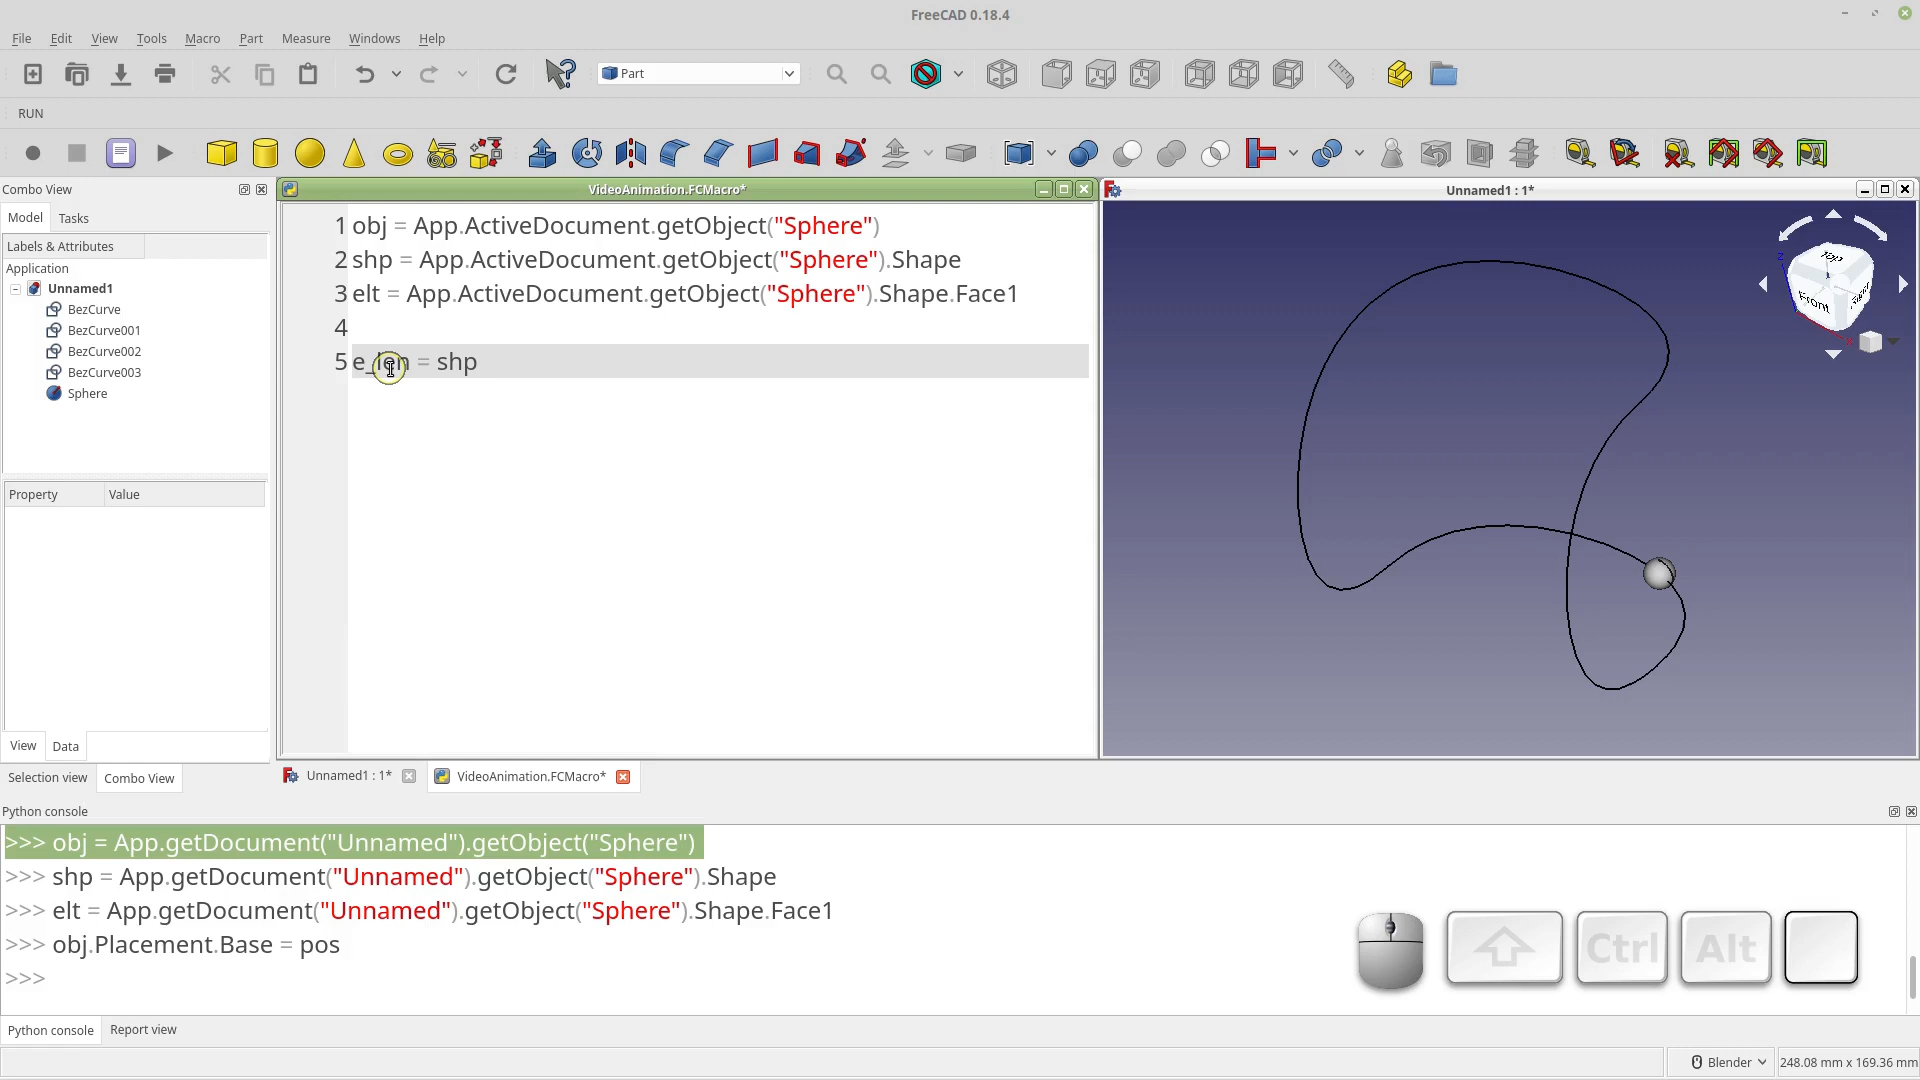 FreeCAD 0.18.4
File Edit View Tools Macro Part Measure Windows Help
Part
RUN
Combo View
Model Tasks
Labels & Attributes
Application
Unnamed1
BezCurve
BezCurve001
BezCurve002
BezCurve003
Sphere
Property Value
View Data
Selection view Combo View
VideoAnimation.FCMacro*
1 obj = App.ActiveDocument.getObject("Sphere")
2 shp = App.ActiveDocument.getObject("Sphere").Shape
3 elt = App.ActiveDocument.getObject("Sphere").Shape.Face1
4
5 e_len = shp
Unnamed1 : 1*
Top
Front
Unnamed1 : 1* VideoAnimation.FCMacro*
Python console
>>> obj = App.getDocument("Unnamed").getObject("Sphere")
>>> shp = App.getDocument("Unnamed").getObject("Sphere").Shape
>>> elt = App.getDocument("Unnamed").getObject("Sphere").Shape.Face1
>>> obj.Placement.Base = pos
>>>
Ctrl Alt
Python console Report view
Blender 248.08 mm x 169.36 mm